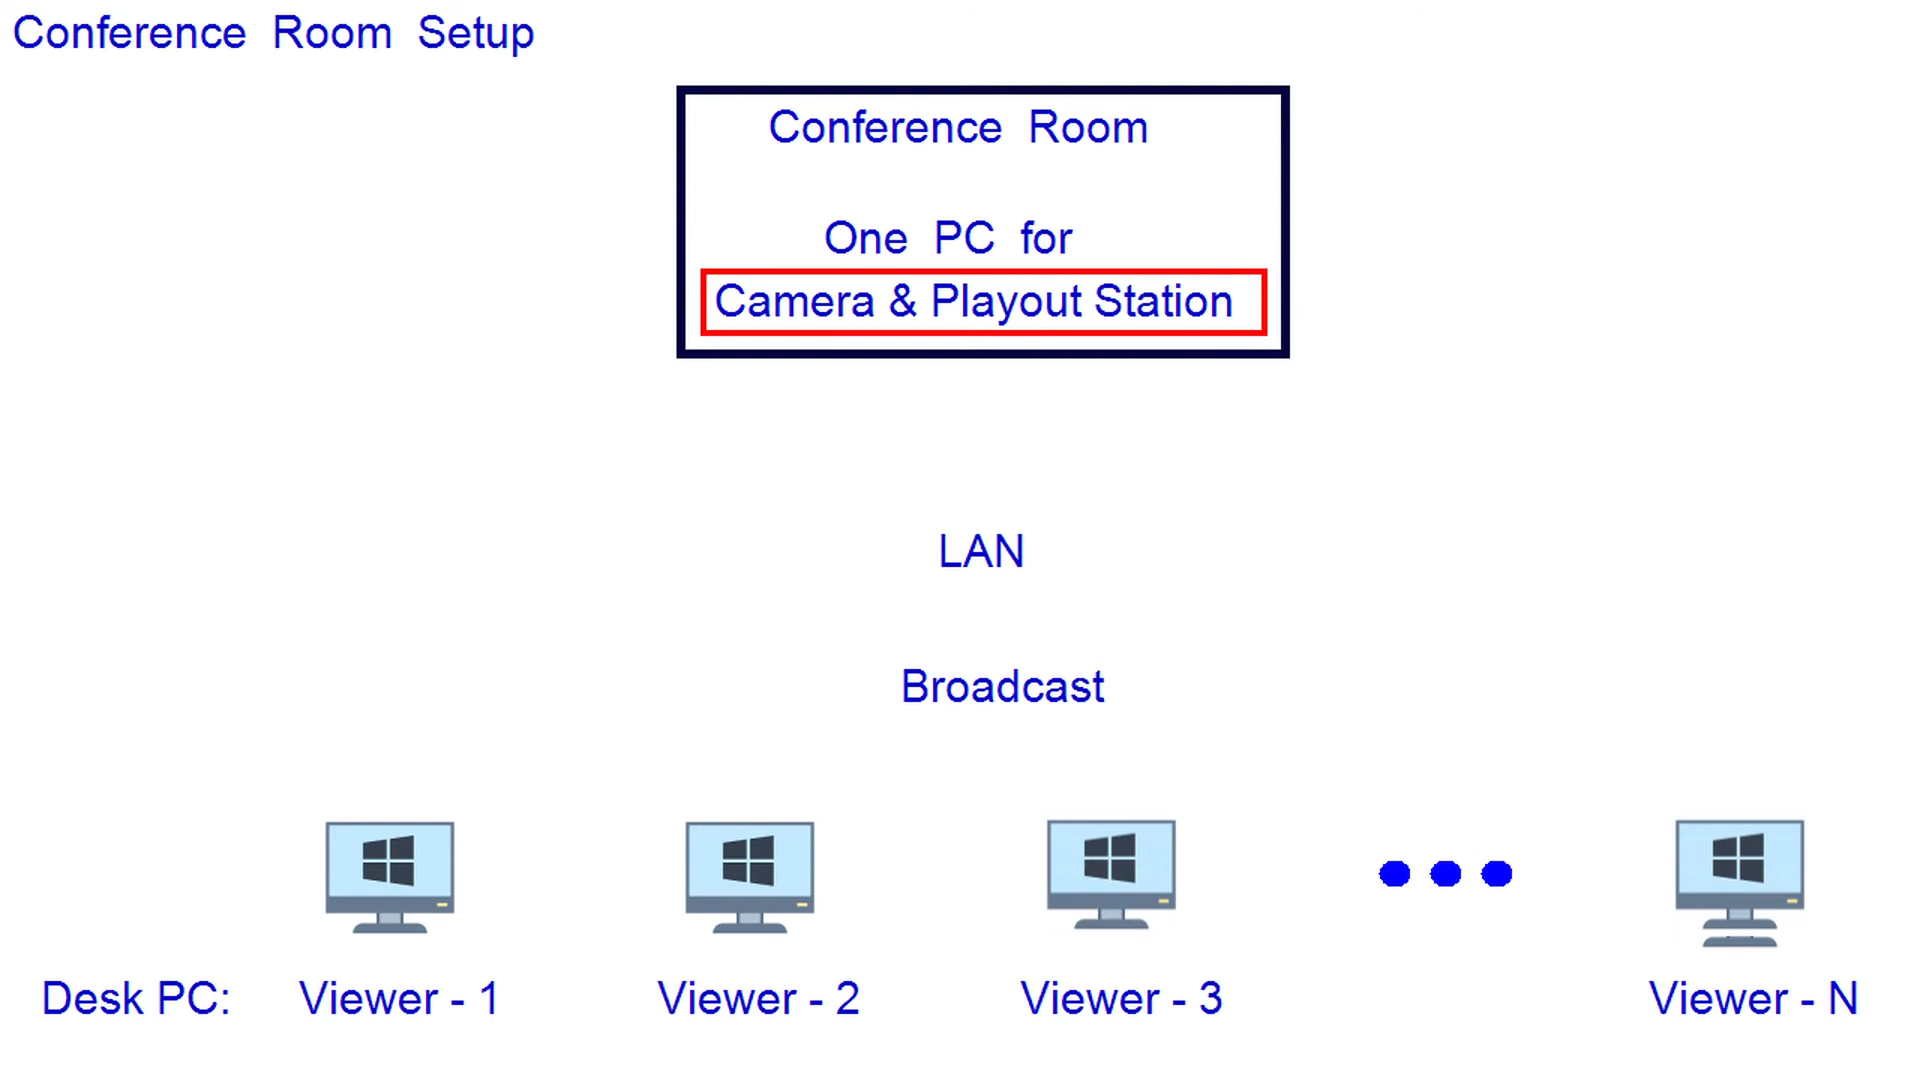 Conference Room Setup
Conference Room
One PC for
Camera & Playout Station
LAN
Broadcast
Desk PC: Viewer - 1 Viewer - 2 Viewer - 3 Viewer - N